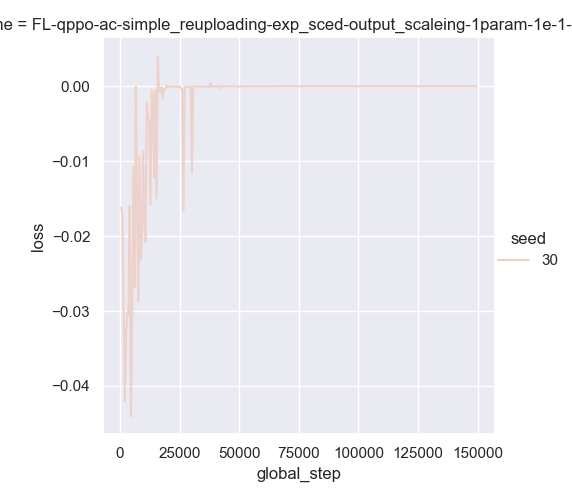 ne = FL-qppo-ac-simple_reuploading-exp_sced-output_scaleing-1param-1e-1-
0.00
−0.01
−0.02
−0.03
−0.04
loss
seed
30
0 25000 50000 75000 100000 125000 150000
global_step